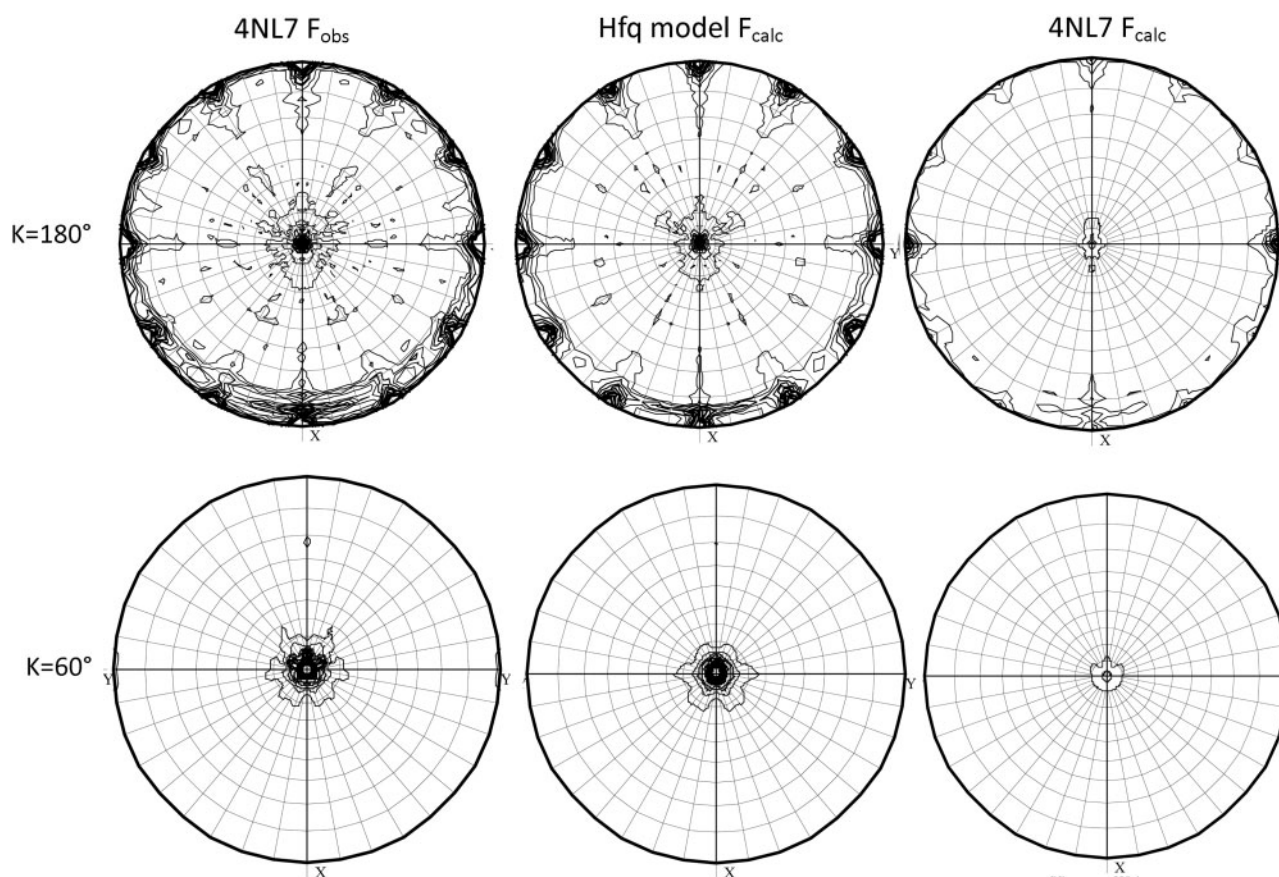 4NL7 Fobs Hfq model Fcalc 4NL7 Fcalc
K=180°
Y
X X X
K=60°
Y Y Y
X X X